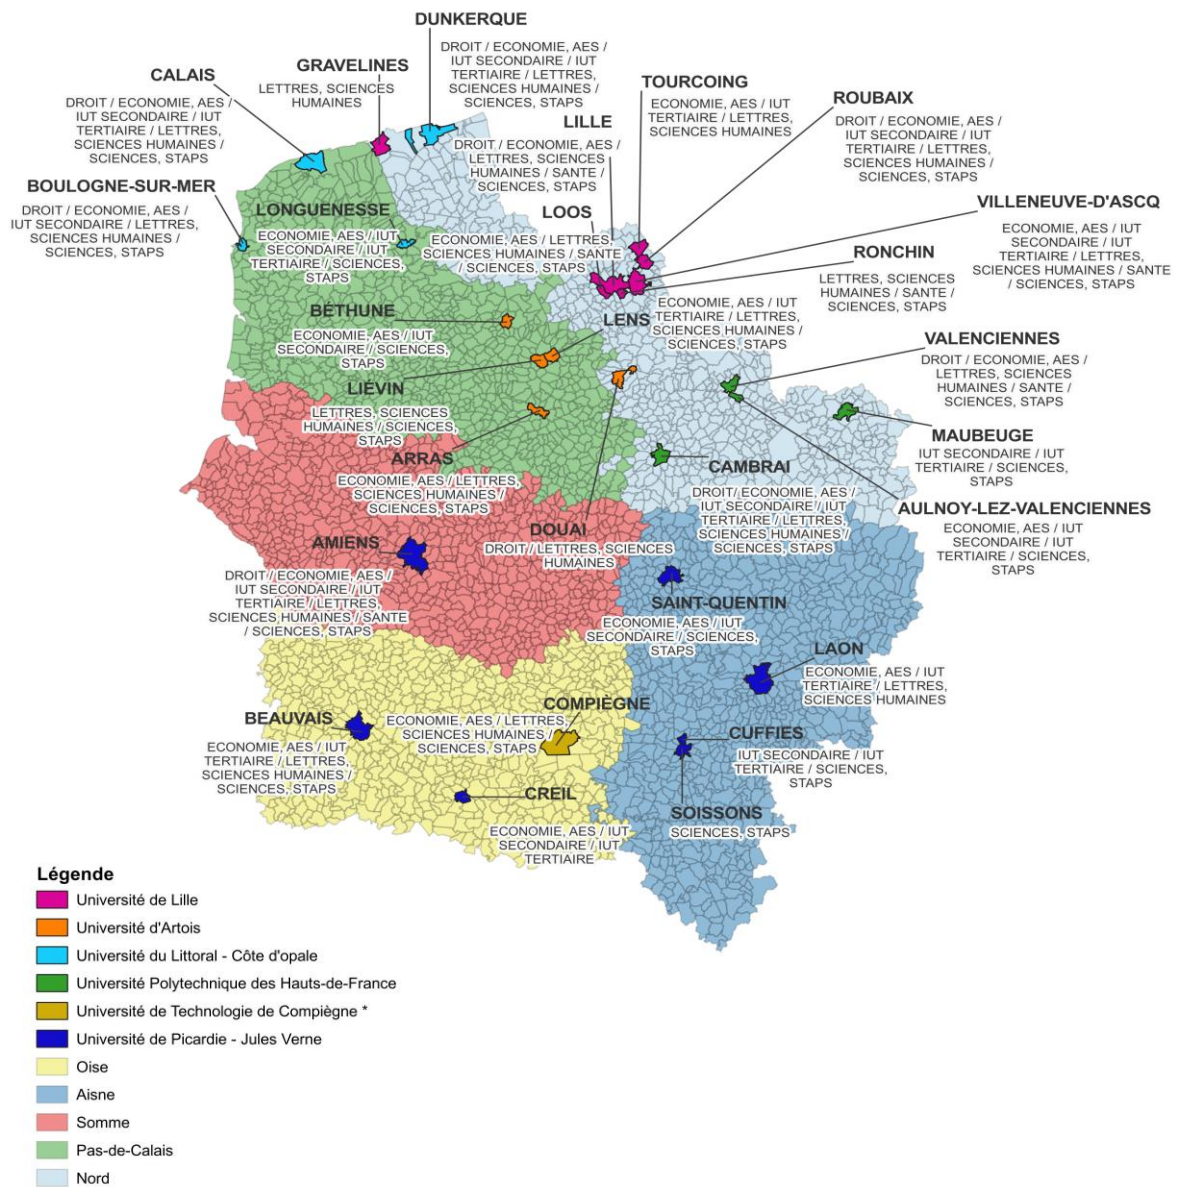 DUNKERQUE
DROIT / ECONOMIE, AES /
IUT SECONDAIRE / IUT
TERTIAIRE / LETTRES,
SCIENCES HUMAINES /
SCIENCES, STAPS
GRAVELINES
LETTRES, SCIENCES
HUMAINES
CALAIS
DROIT / ECONOMIE, AES /
IUT SECONDAIRE / IUT
TERTIAIRE / LETTRES,
SCIENCES HUMAINES /
SCIENCES, STAPS
TOURCOING
ECONOMIE, AES / IUT
TERTIAIRE / LETTRES,
SCIENCES HUMAINES
ROUBAIX
DROIT / ECONOMIE, AES /
IUT SECONDAIRE / IUT
TERTIAIRE / LETTRES,
SCIENCES HUMAINES /
SCIENCES, STAPS
LILLE
DROIT / ECONOMIE, AES /
LETTRES, SCIENCES
HUMAINES / SANTE /
SCIENCES, STAPS
BOULOGNE-SUR-MER
DROIT / ECONOMIE, AES /
IUT SECONDAIRE / LETTRES,
SCIENCES HUMAINES /
SCIENCES, STAPS
LONGUENESSE
ECONOMIE, AES / IUT
SECONDAIRE / IUT
TERTIAIRE / SCIENCES,
STAPS
LOOS
ECONOMIE, AES / LETTRES,
SCIENCES HUMAINES / SANTE
/ SCIENCES, STAPS
VILLENEUVE-D'ASCQ
ECONOMIE, AES / IUT
SECONDAIRE / IUT
TERTIAIRE / LETTRES,
SCIENCES HUMAINES / SANTE
/ SCIENCES, STAPS
RONCHIN
LETTRES, SCIENCES
HUMAINES / SANTE /
SCIENCES, STAPS
BÉTHUNE
ECONOMIE, AES / IUT
SECONDAIRE / SCIENCES,
STAPS
LENS
ECONOMIE, AES / IUT
TERTIAIRE / LETTRES,
SCIENCES HUMAINES /
SCIENCES, STAPS
VALENCIENNES
DROIT / ECONOMIE, AES /
LETTRES, SCIENCES
HUMAINES / SANTE /
SCIENCES, STAPS
LIÉVIN
LETTRES, SCIENCES
HUMAINES / SCIENCES,
STAPS
MAUBEUGE
IUT SECONDAIRE / IUT
TERTIAIRE / SCIENCES,
STAPS
ARRAS
ECONOMIE, AES / LETTRES,
SCIENCES HUMAINES /
SCIENCES, STAPS
CAMBRAI
DROIT / ECONOMIE, AES /
IUT SECONDAIRE / IUT
TERTIAIRE / LETTRES,
SCIENCES HUMAINES /
SCIENCES, STAPS
AULNOY-LEZ-VALENCIENNES
ECONOMIE, AES / IUT
SECONDAIRE / IUT
TERTIAIRE / SCIENCES,
STAPS
DOUAI
DROIT / LETTRES, SCIENCES
HUMAINES
AMIENS
DROIT / ECONOMIE, AES /
IUT SECONDAIRE / IUT
TERTIAIRE / LETTRES,
SCIENCES HUMAINES / SANTE
/ SCIENCES, STAPS
SAINT-QUENTIN
ECONOMIE, AES / IUT
SECONDAIRE / SCIENCES,
STAPS
LAON
ECONOMIE, AES / IUT
TERTIAIRE / LETTRES,
SCIENCES HUMAINES
COMPIÈGNE
ECONOMIE, AES / LETTRES,
SCIENCES HUMAINES /
SCIENCES, STAPS
BEAUVAIS
ECONOMIE, AES / IUT
TERTIAIRE / LETTRES,
SCIENCES HUMAINES /
SCIENCES, STAPS
CUFFIES
IUT SECONDAIRE / IUT
TERTIAIRE / SCIENCES,
STAPS
CREIL
ECONOMIE, AES / IUT
SECONDAIRE / IUT
TERTIAIRE
SOISSONS
SCIENCES, STAPS
Légende
Université de Lille
Université d'Artois
Université du Littoral - Côte d'opale
Université Polytechnique des Hauts-de-France
Université de Technologie de Compiègne *
Université de Picardie - Jules Verne
Oise
Aisne
Somme
Pas-de-Calais
Nord